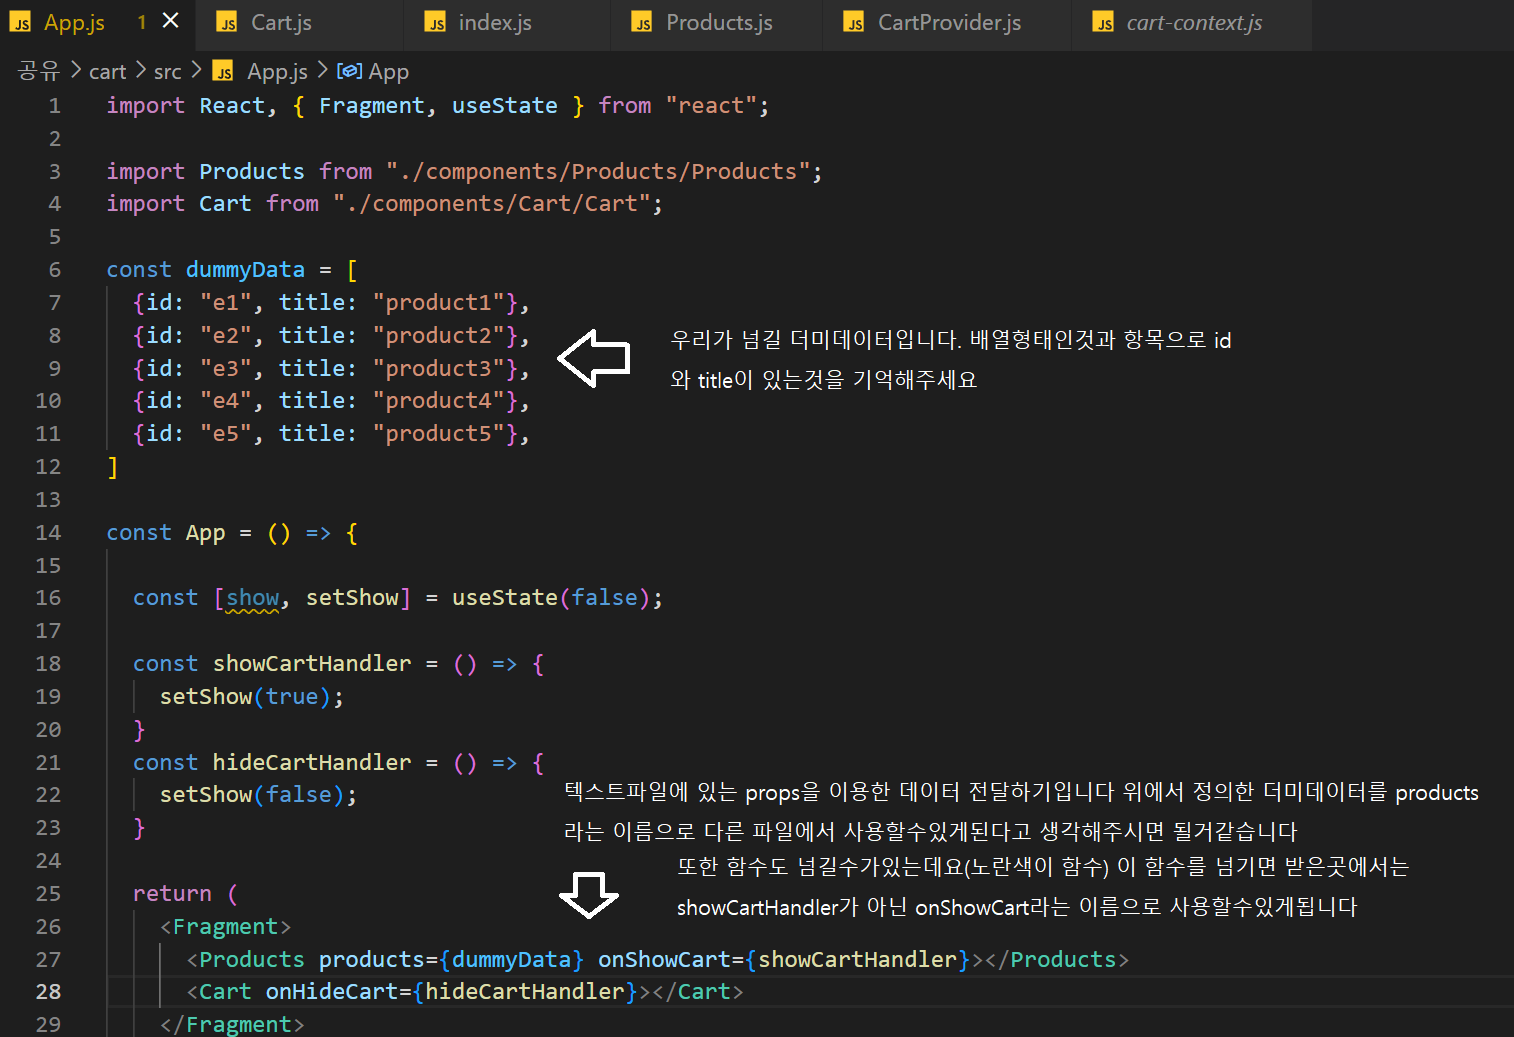 JS App.js 1 X JS Cart.js JS index.js JS Products.js JS CartProvider.js JS cart-context.js
공유 > cart > src > JS App.js > App
1 import React, { Fragment, useState } from "react";
2
3 import Products from "./components/Products/Products";
4 import Cart from "./components/Cart/Cart";
5
6 const dummyData = [
7 {id: "e1", title: "product1"},
8 {id: "e2", title: "product2"},
9 {id: "e3", title: "product3"},
10 {id: "e4", title: "product4"},
11 {id: "e5", title: "product5"},
12 ]
우리가 넘길 더미데이터입니다. 배열형태인것과 항목으로 id
와 title이 있는것을 기억해주세요
13
14 const App = () => {
15
16 const [show, setShow] = useState(false);
17
18 const showCartHandler = () => {
19 setShow(true);
20 }
21 const hideCartHandler = () => {
22 setShow(false);
23 }
24
텍스트파일에 있는 props을 이용한 데이터 전달하기입니다 위에서 정의한 더미데이터를 products
라는 이름으로 다른 파일에서 사용할수있게된다고 생각해주시면 될거같습니다
또한 함수도 넘길수가있는데요(노란색이 함수) 이 함수를 넘기면 받은곳에서는
showCartHandler가 아닌 onShowCart라는 이름으로 사용할수있게됩니다
25 return (
26 <Fragment>
27 <Products products={dummyData} onShowCart={showCartHandler}></Products>
28 <Cart onHideCart={hideCartHandler}></Cart>
29 </Fragment>